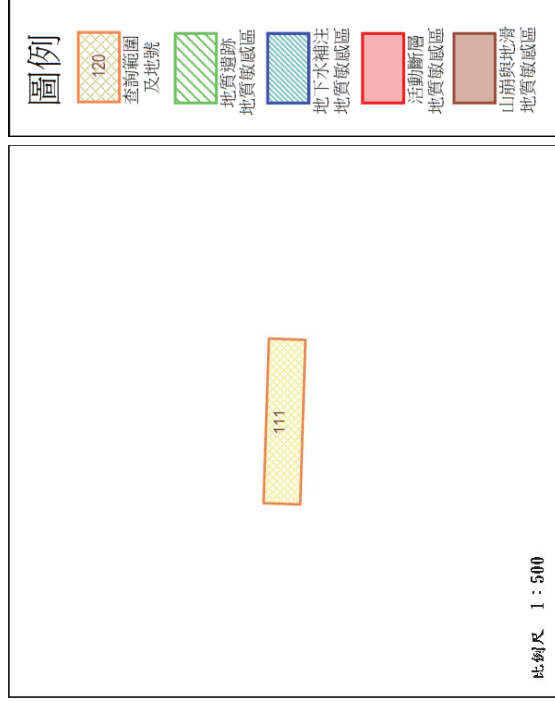 圖例
120
查詢範圍
及地號
地質遺跡
地質敏感區
地下水補注
地質敏感區
活動斷層
地質敏感區
山崩與地滑
地質敏感區
111
比例尺 1：500